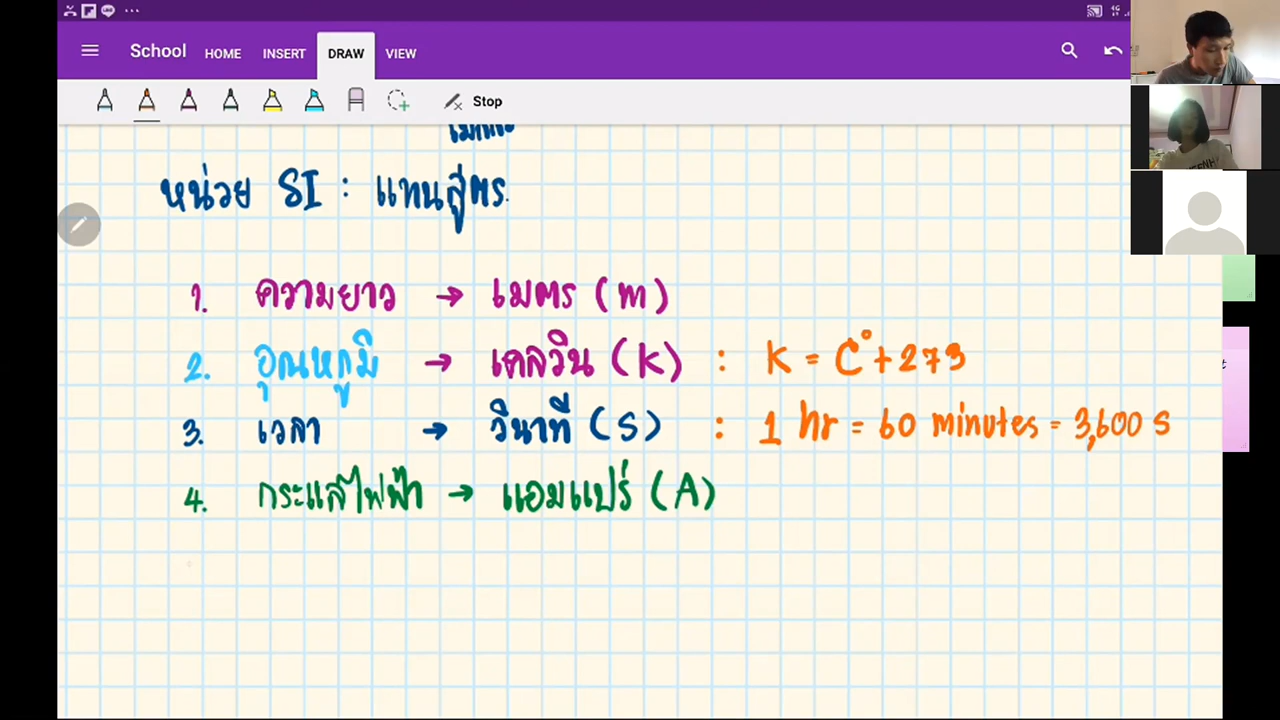 School HOME INSERT DRAW VIEW
Stop
หน่วย SI : แทนสูตร.
1. ความยาว → เมตร (m)
2. อุณหภูมิ → เคลวิน (K) : K = C° + 273
3. เวลา → วินาที (s) : 1 hr = 60 minutes = 3,600 s
4. กระแสไฟฟ้า → แอมแปร์ (A)